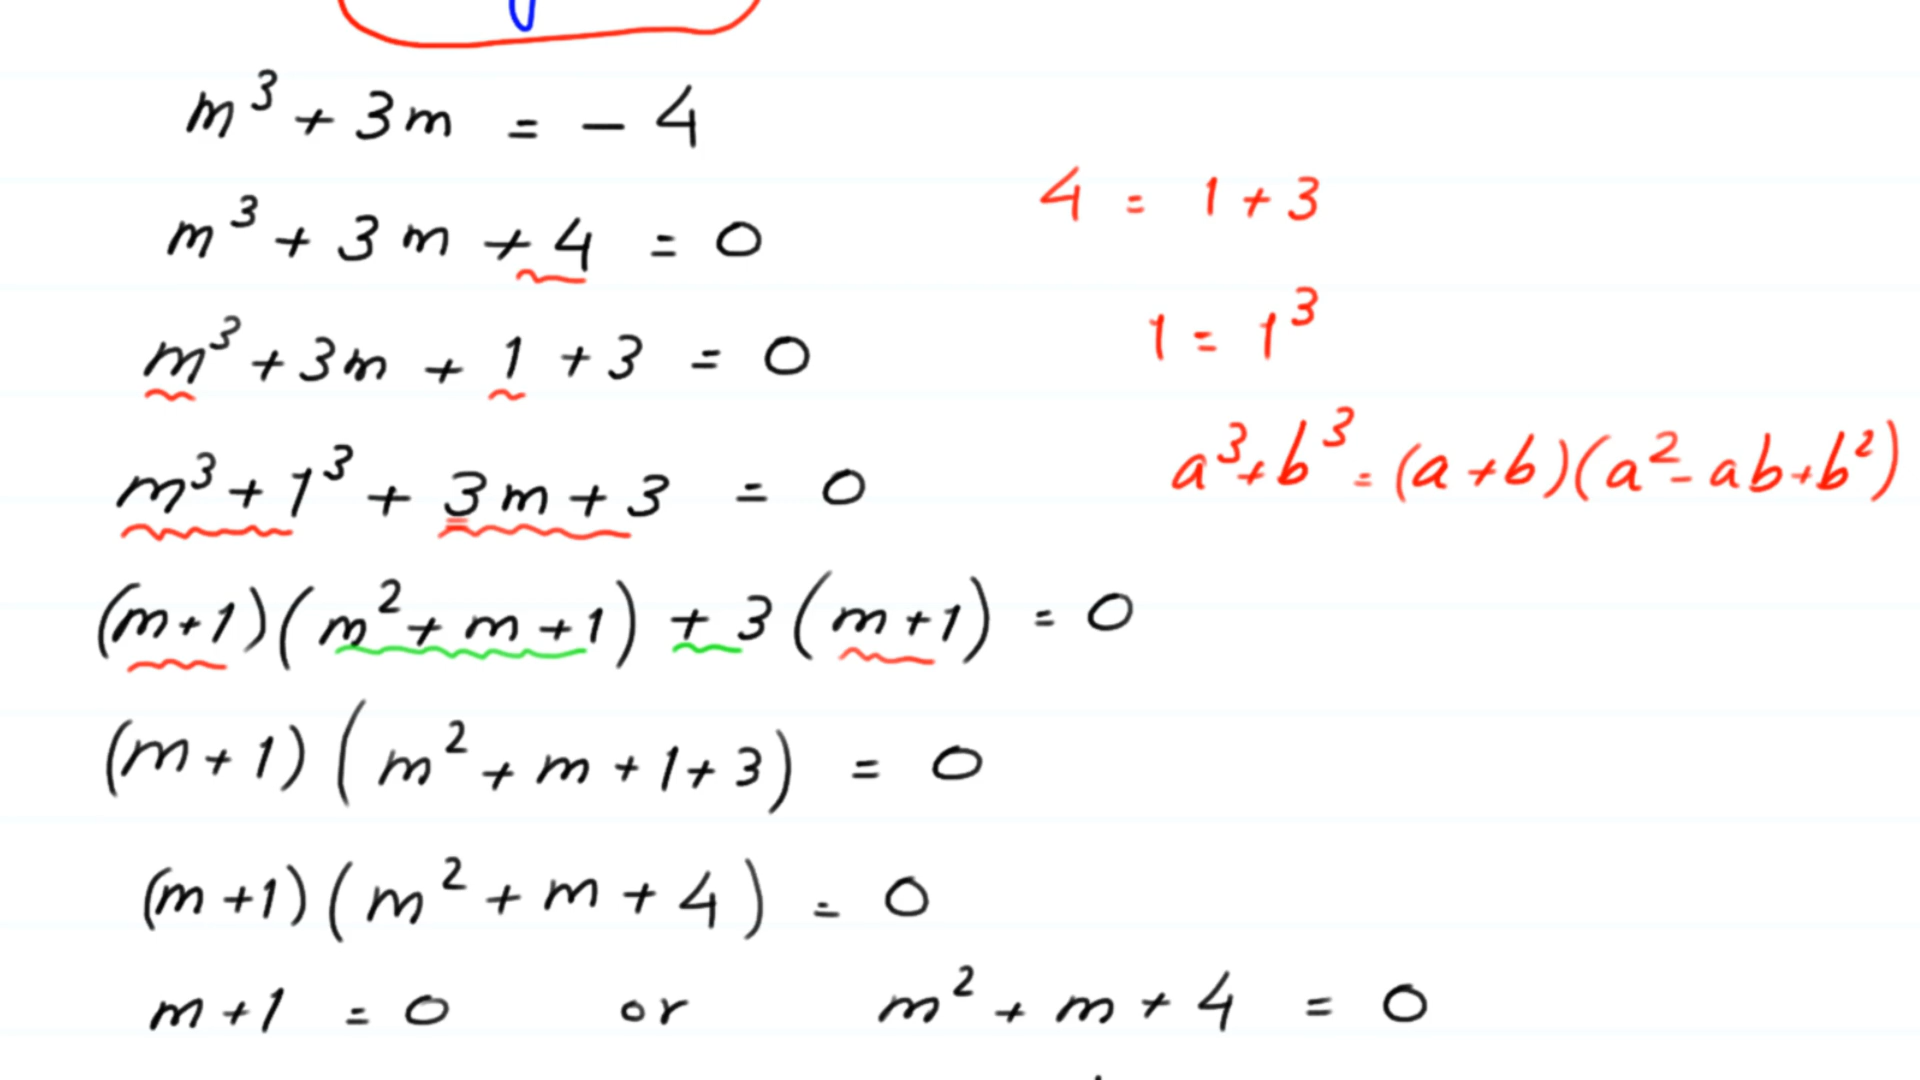 m³ + 3m = - 4
m³ + 3m + 4 = 0
4 = 1 + 3
m³ + 3m + 1 + 3 = 0
1 = 1³
m³ + 1³ + 3m + 3 = 0
a³+b³ = (a+b)(a²-ab+b²)
(m+1)(m²+m+1) + 3(m+1) = 0
(m+1)(m²+m+1+3) = 0
(m+1)(m²+m+4) = 0
m+1 = 0 or m²+m+4 = 0